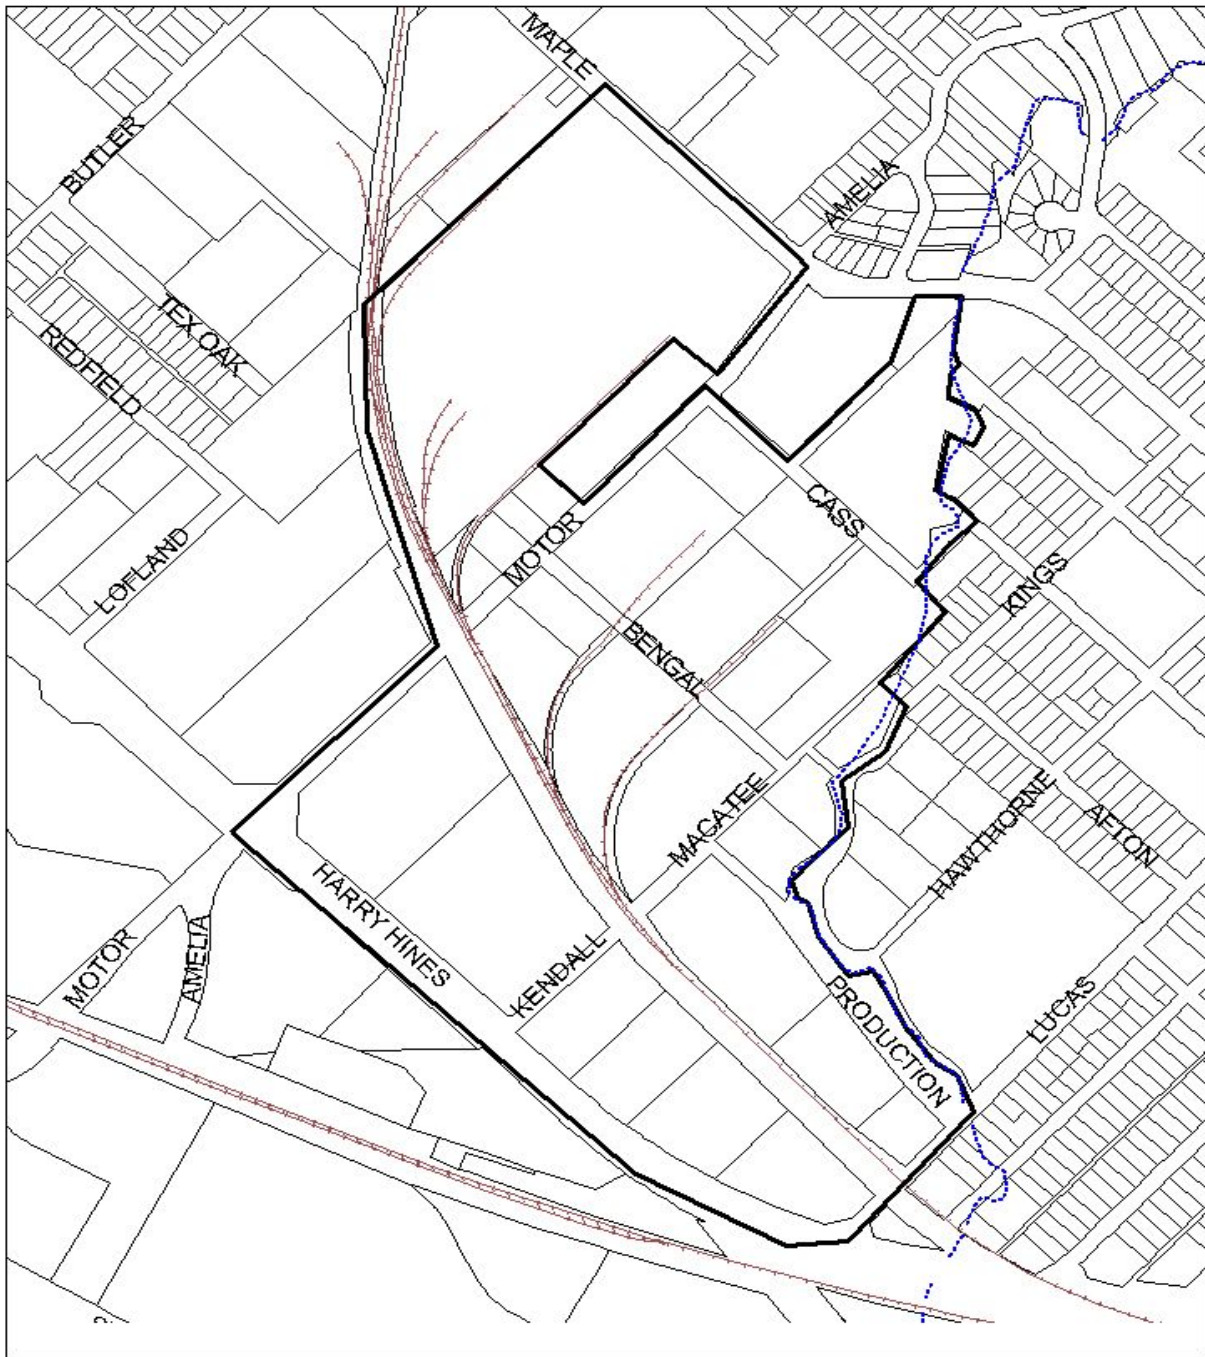 MAPLE
BUTLER
AMELIA
TEX OAK
REDFIELD
CASS
LOFLAND
MOTOR
KINGS
BENGAL
MACATEE
HAWTHORNE
AFTON
HARRY HINES
MOTOR
AMELIA
KENDALL
PRODUCTION
LUCAS